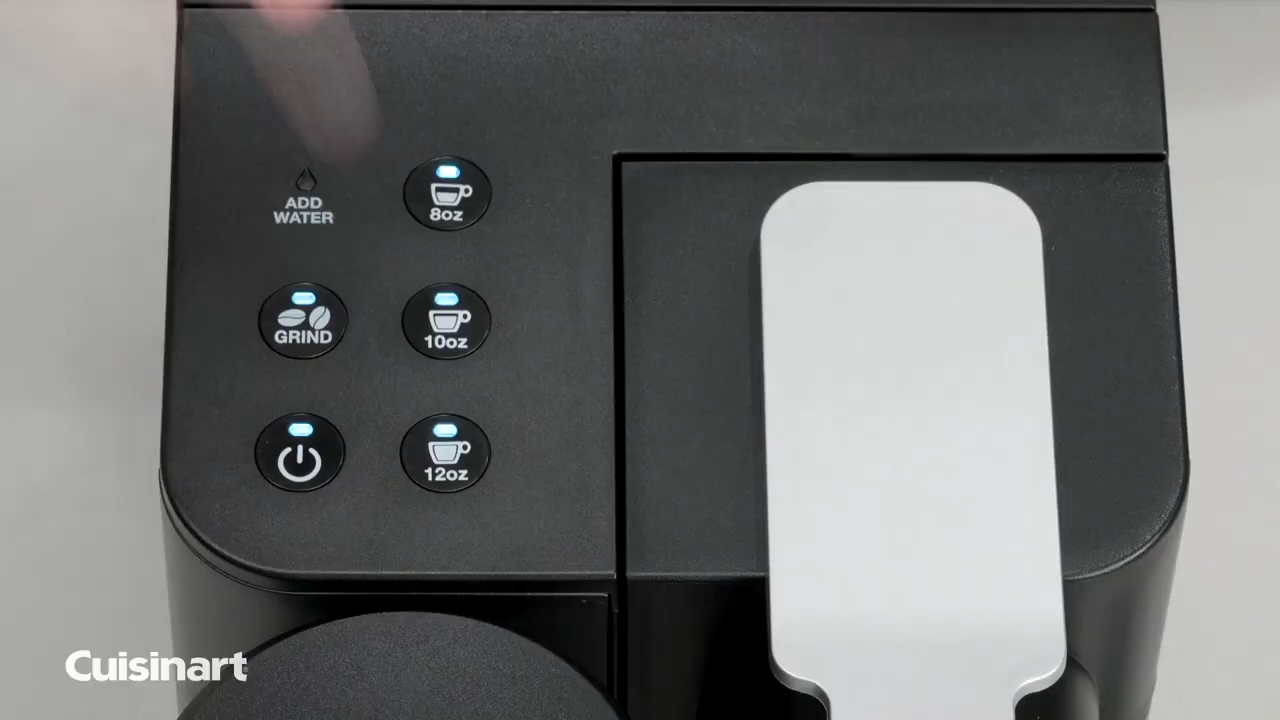 ADD
WATER
8oz
GRIND
10oz
12oz
Cuisinart